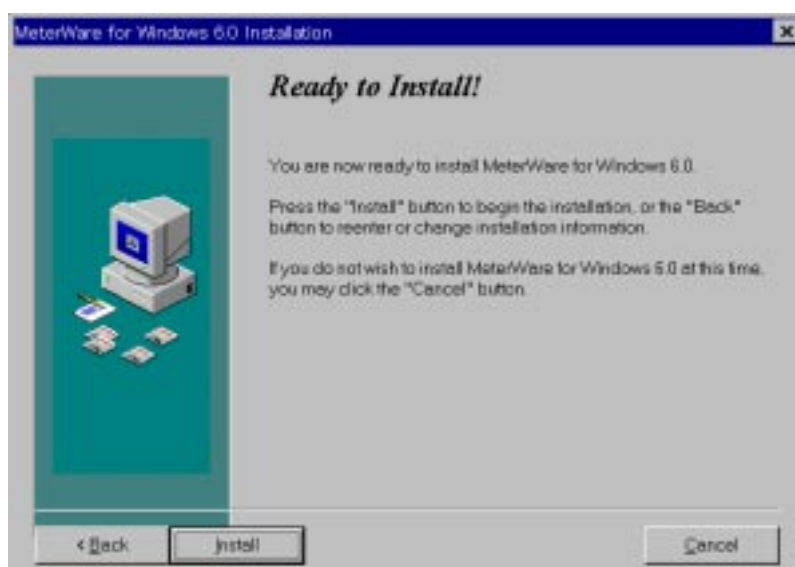 MeterWare for Windows 6.0 Installation
Ready to Install!
You are now ready to install MeterWare for Windows 6.0.
Press the "Install" button to begin the installation, or the "Back"
button to reenter or change installation information.
If you do not wish to install MeterWare for Windows 6.0 at this time,
you may click the "Cancel" button.
< Back
Install
Cancel